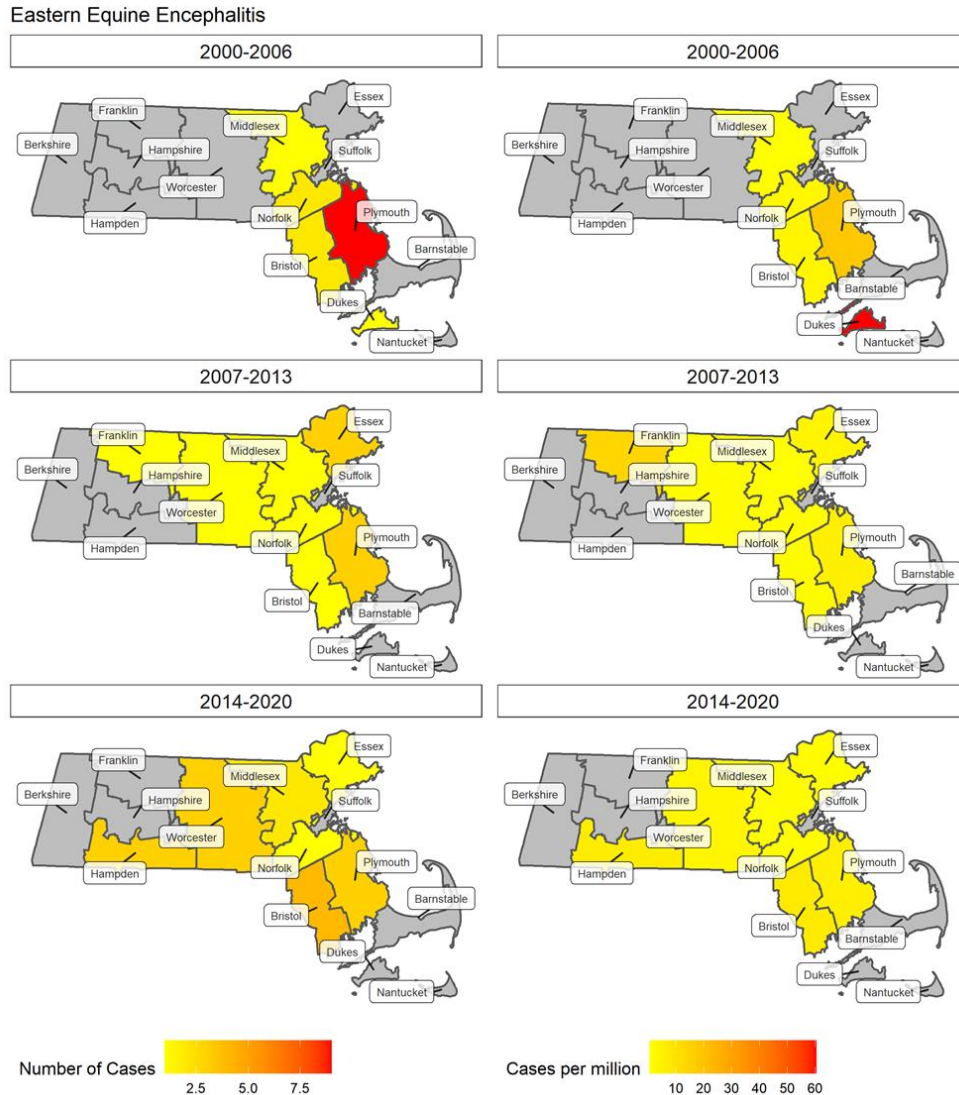 Eastern Equine Encephalitis
2000-2006
Essex
Franklin
Middlesex
Berkshire
Hampshire
Suffolk
Worcester
Norfolk
Plymouth
Hampden
Barnstable
Bristol
Dukes
Nantucket
2000-2006
Essex
Franklin
Middlesex
Berkshire
Hampshire
Suffolk
Worcester
Norfolk
Plymouth
Hampden
Bristol
Barnstable
Dukes
Nantucket
2007-2013
Essex
Franklin
Middlesex
Berkshire
Hampshire
Suffolk
Worcester
Norfolk
Plymouth
Hampden
Bristol
Barnstable
Dukes
Nantucket
2007-2013
Essex
Franklin
Middlesex
Berkshire
Hampshire
Suffolk
Worcester
Norfolk
Plymouth
Hampden
Barnstable
Bristol
Dukes
Nantucket
2014-2020
Essex
Franklin
Middlesex
Berkshire
Hampshire
Suffolk
Worcester
Norfolk
Plymouth
Hampden
Barnstable
Bristol
Dukes
Nantucket
2014-2020
Essex
Franklin
Middlesex
Berkshire
Hampshire
Suffolk
Worcester
Norfolk
Plymouth
Hampden
Bristol
Barnstable
Dukes
Nantucket
Number of Cases
2.5 5.0 7.5
Cases per million
10 20 30 40 50 60